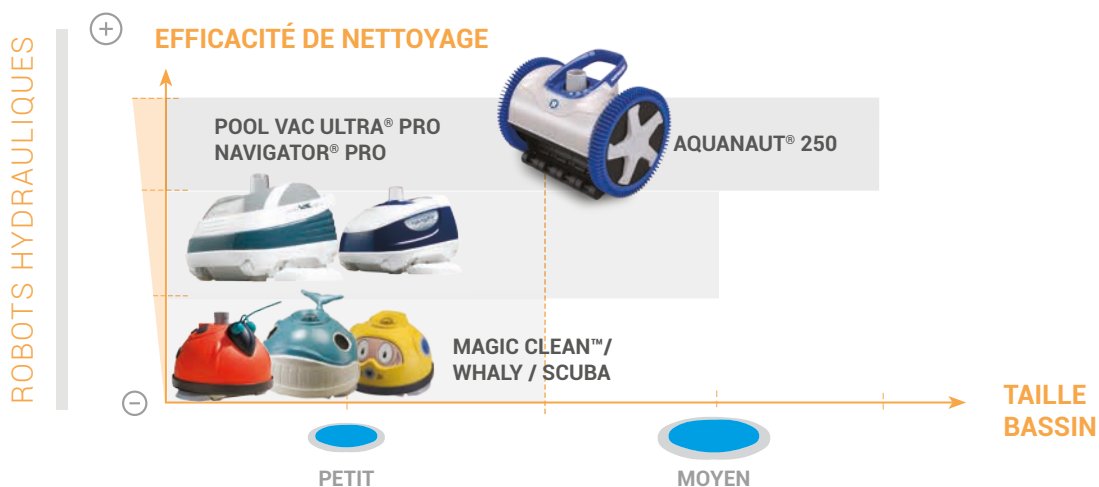 ROBOTS HYDRAULIQUES
EFFICACITÉ DE NETTOYAGE
POOL VAC ULTRA® PRO
NAVIGATOR® PRO
AQUANAUT® 250
MAGIC CLEAN™/
WHALY / SCUBA
TAILLE
BASSIN
PETIT
MOYEN